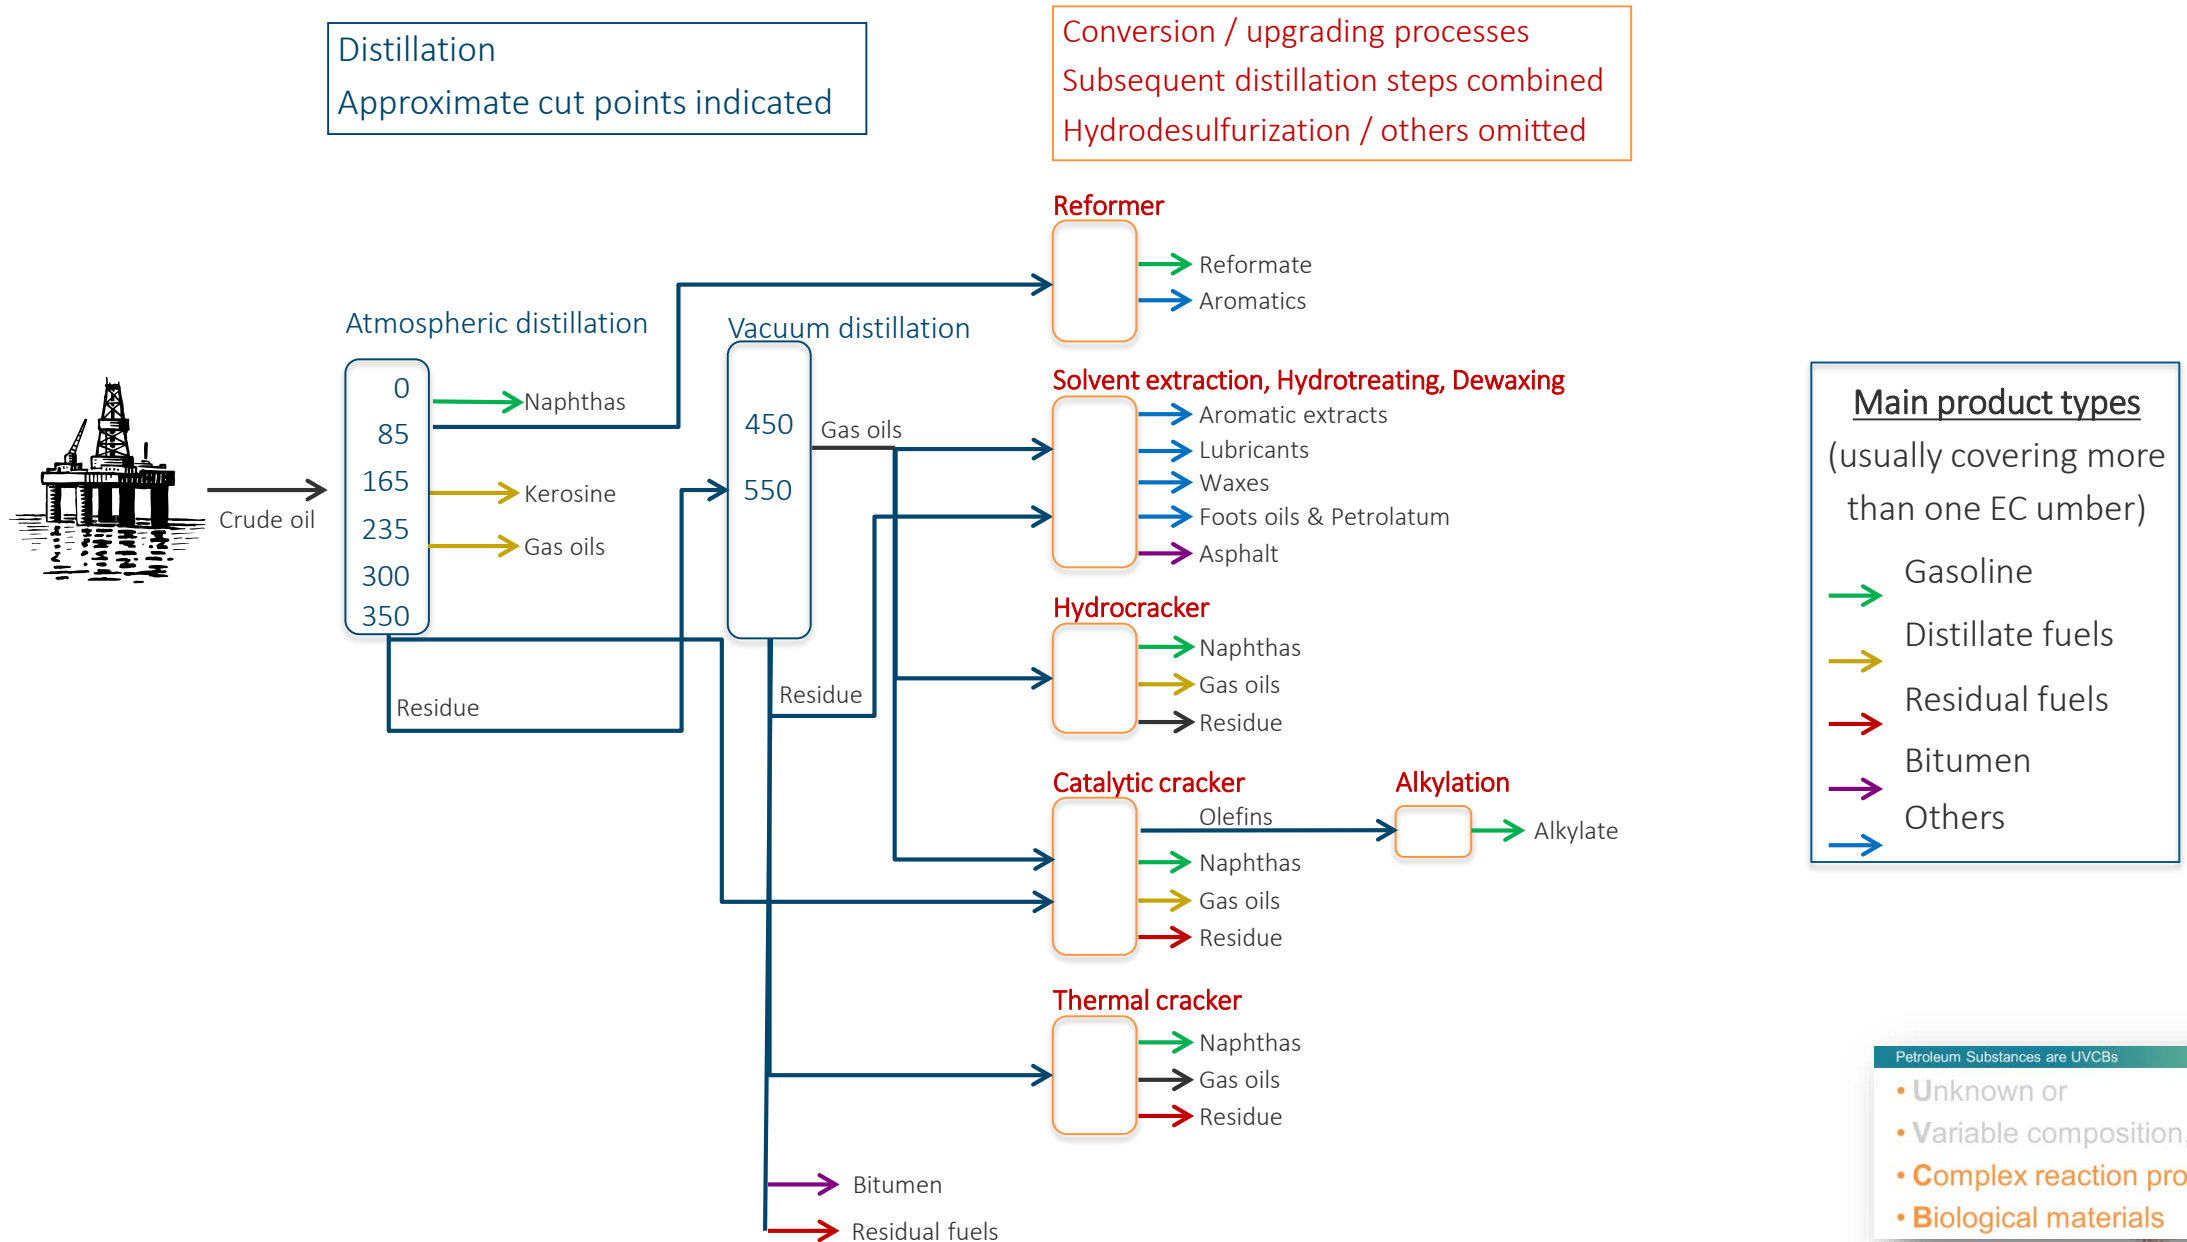 Distillation
Approximate cut points indicated
Conversion / upgrading processes
Subsequent distillation steps combined
Hydrodesulfurization / others omitted
Crude oil
Atmospheric distillation
0
85
165
235
300
350
Naphthas
Kerosine
Gas oils
Residue
Vacuum distillation
450
550
Gas oils
Residue
Bitumen
Residual fuels
Reformer
Reformate
Aromatics
Solvent extraction, Hydrotreating, Dewaxing
Aromatic extracts
Lubricants
Waxes
Foots oils & Petrolatum
Asphalt
Hydrocracker
Naphthas
Gas oils
Residue
Catalytic cracker
Olefins
Naphthas
Gas oils
Residue
Alkylation
Alkylate
Thermal cracker
Naphthas
Gas oils
Residue
Main product types
(usually covering more
than one EC umber)
Gasoline
Distillate fuels
Residual fuels
Bitumen
Others
Petroleum Substances are UVCBs
• Unknown or
• Variable composition,
• Complex reaction pro
• Biological materials